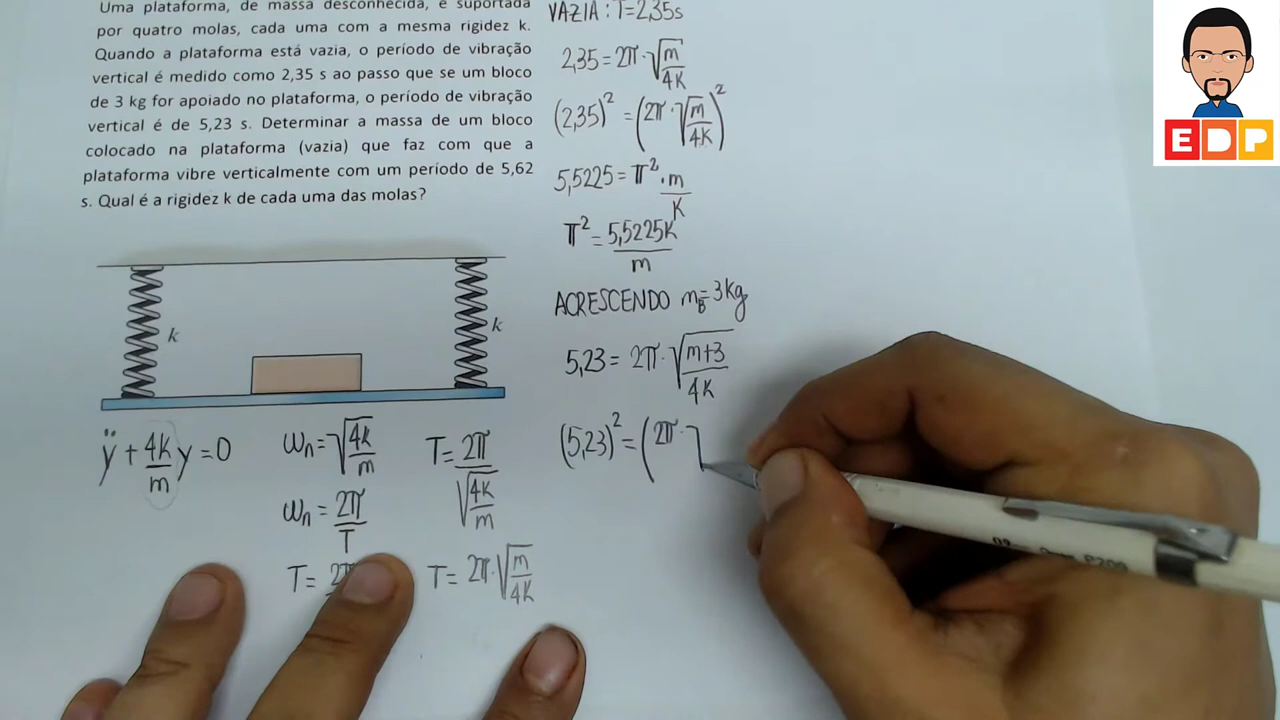 Uma plataforma, de massa desconhecida, é suportada
por quatro molas, cada uma com a mesma rigidez k.
Quando a plataforma está vazia, o período de vibração
vertical é medido como 2,35 s ao passo que se um bloco
de 3 kg for apoiado no plataforma, o período de vibração
vertical é de 5,23 s. Determinar a massa de um bloco
colocado na plataforma (vazia) que faz com que a
plataforma vibre verticalmente com um período de 5,62
s. Qual é a rigidez k de cada uma das molas?
k
k
ÿ + 4K/m y = 0
ωn = √(4K/m)
ωn = 2π/T
T = 2π
T = 2π/√(4K/m)
T = 2π·√(m/4K)
VAZIA: T=2,35s
2,35 = 2π·√(m/4K)
(2,35)² = (2π·√(m/4K))²
5,5225 = π²·m/K
π² = 5,5225K/m
ACRESCENDO mB=3kg
5,23 = 2π·√(m+3/4K)
(5,23)² = (2π·√
EDP